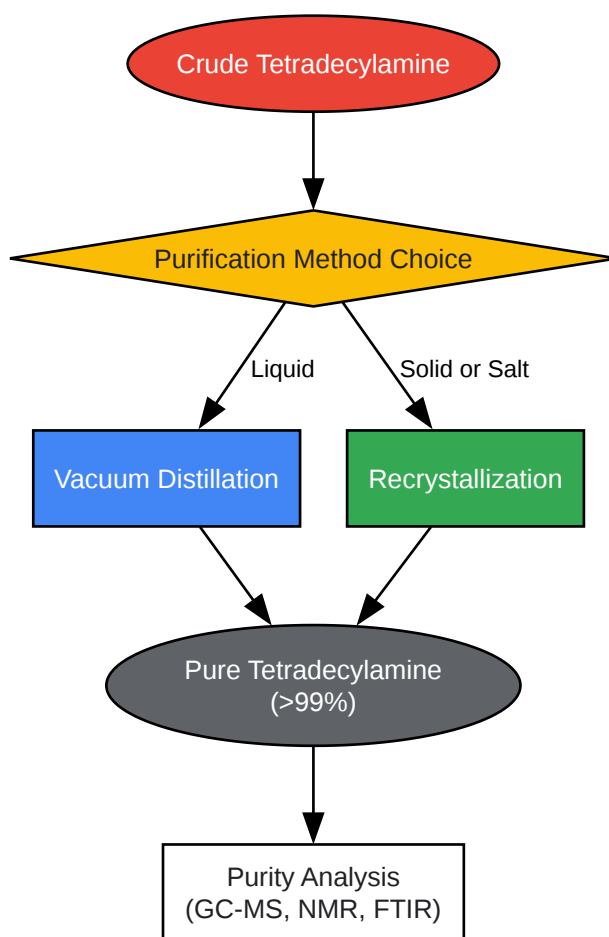 Crude Tetradecylamine
Purification Method Choice
Liquid
Solid or Salt
Vacuum Distillation
Recrystallization
Pure Tetradecylamine
(>99%)
Purity Analysis
(GC-MS, NMR, FTIR)